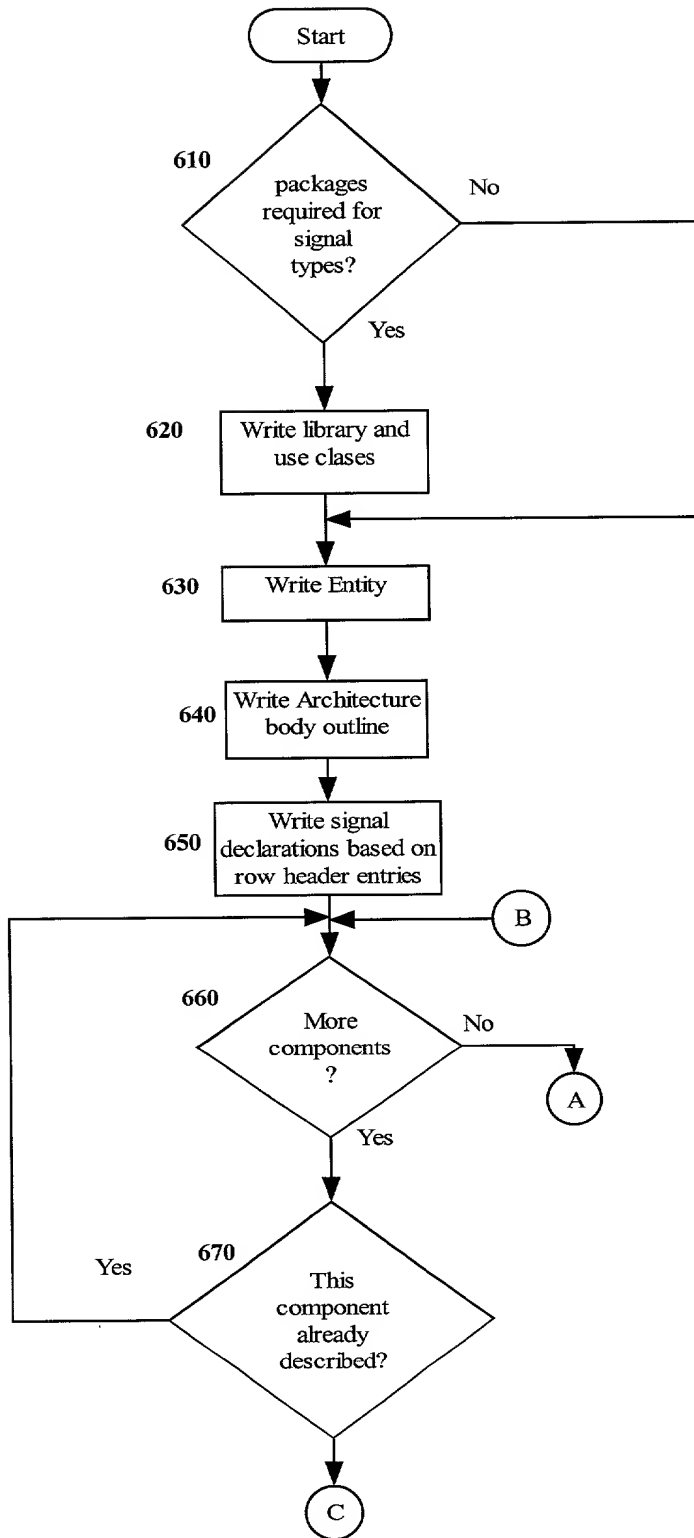 Start
610
packages
required for
signal
types?
No
Yes
620
Write library and
use clases
630
Write Entity
640
Write Architecture
body outline
650
Write signal
declarations based on
row header entries
B
660
More
components
?
No
A
Yes
670
Yes
This
component
already
described?
C